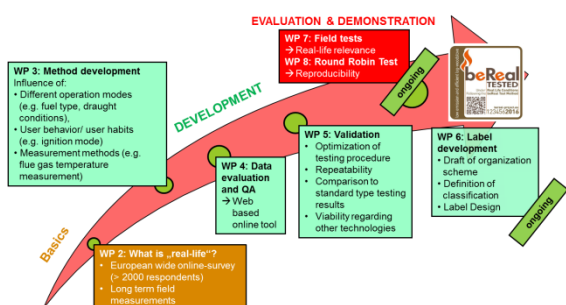 EVALUATION & DEMONSTRATION
WP 7: Field tests
→ Real-life relevance
WP 8: Round Robin Test
→ Reproducibility
ongoing
beReal
TESTED
2016
WP 3: Method development
Influence of:
• Different operation modes
(e.g. fuel type, draught
conditions),
• User behavior/ user habits
(e.g. ignition mode)
• Measurement methods (e.g.
flue gas temperature
measurement)
DEVELOPMENT
WP 4: Data
evaluation
and QA
→ Web
based
online tool
WP 5: Validation
• Optimization of
testing procedure
• Repeatability
• Comparison to
standard type testing
results
• Viability regarding
other technologies
WP 6: Label
development
• Draft of organization
scheme
• Definition of
classification
• Label Design
ongoing
Basics
WP 2: What is „real-life“?
• European wide online-survey
(> 2000 respondents)
• Long term field
measurements